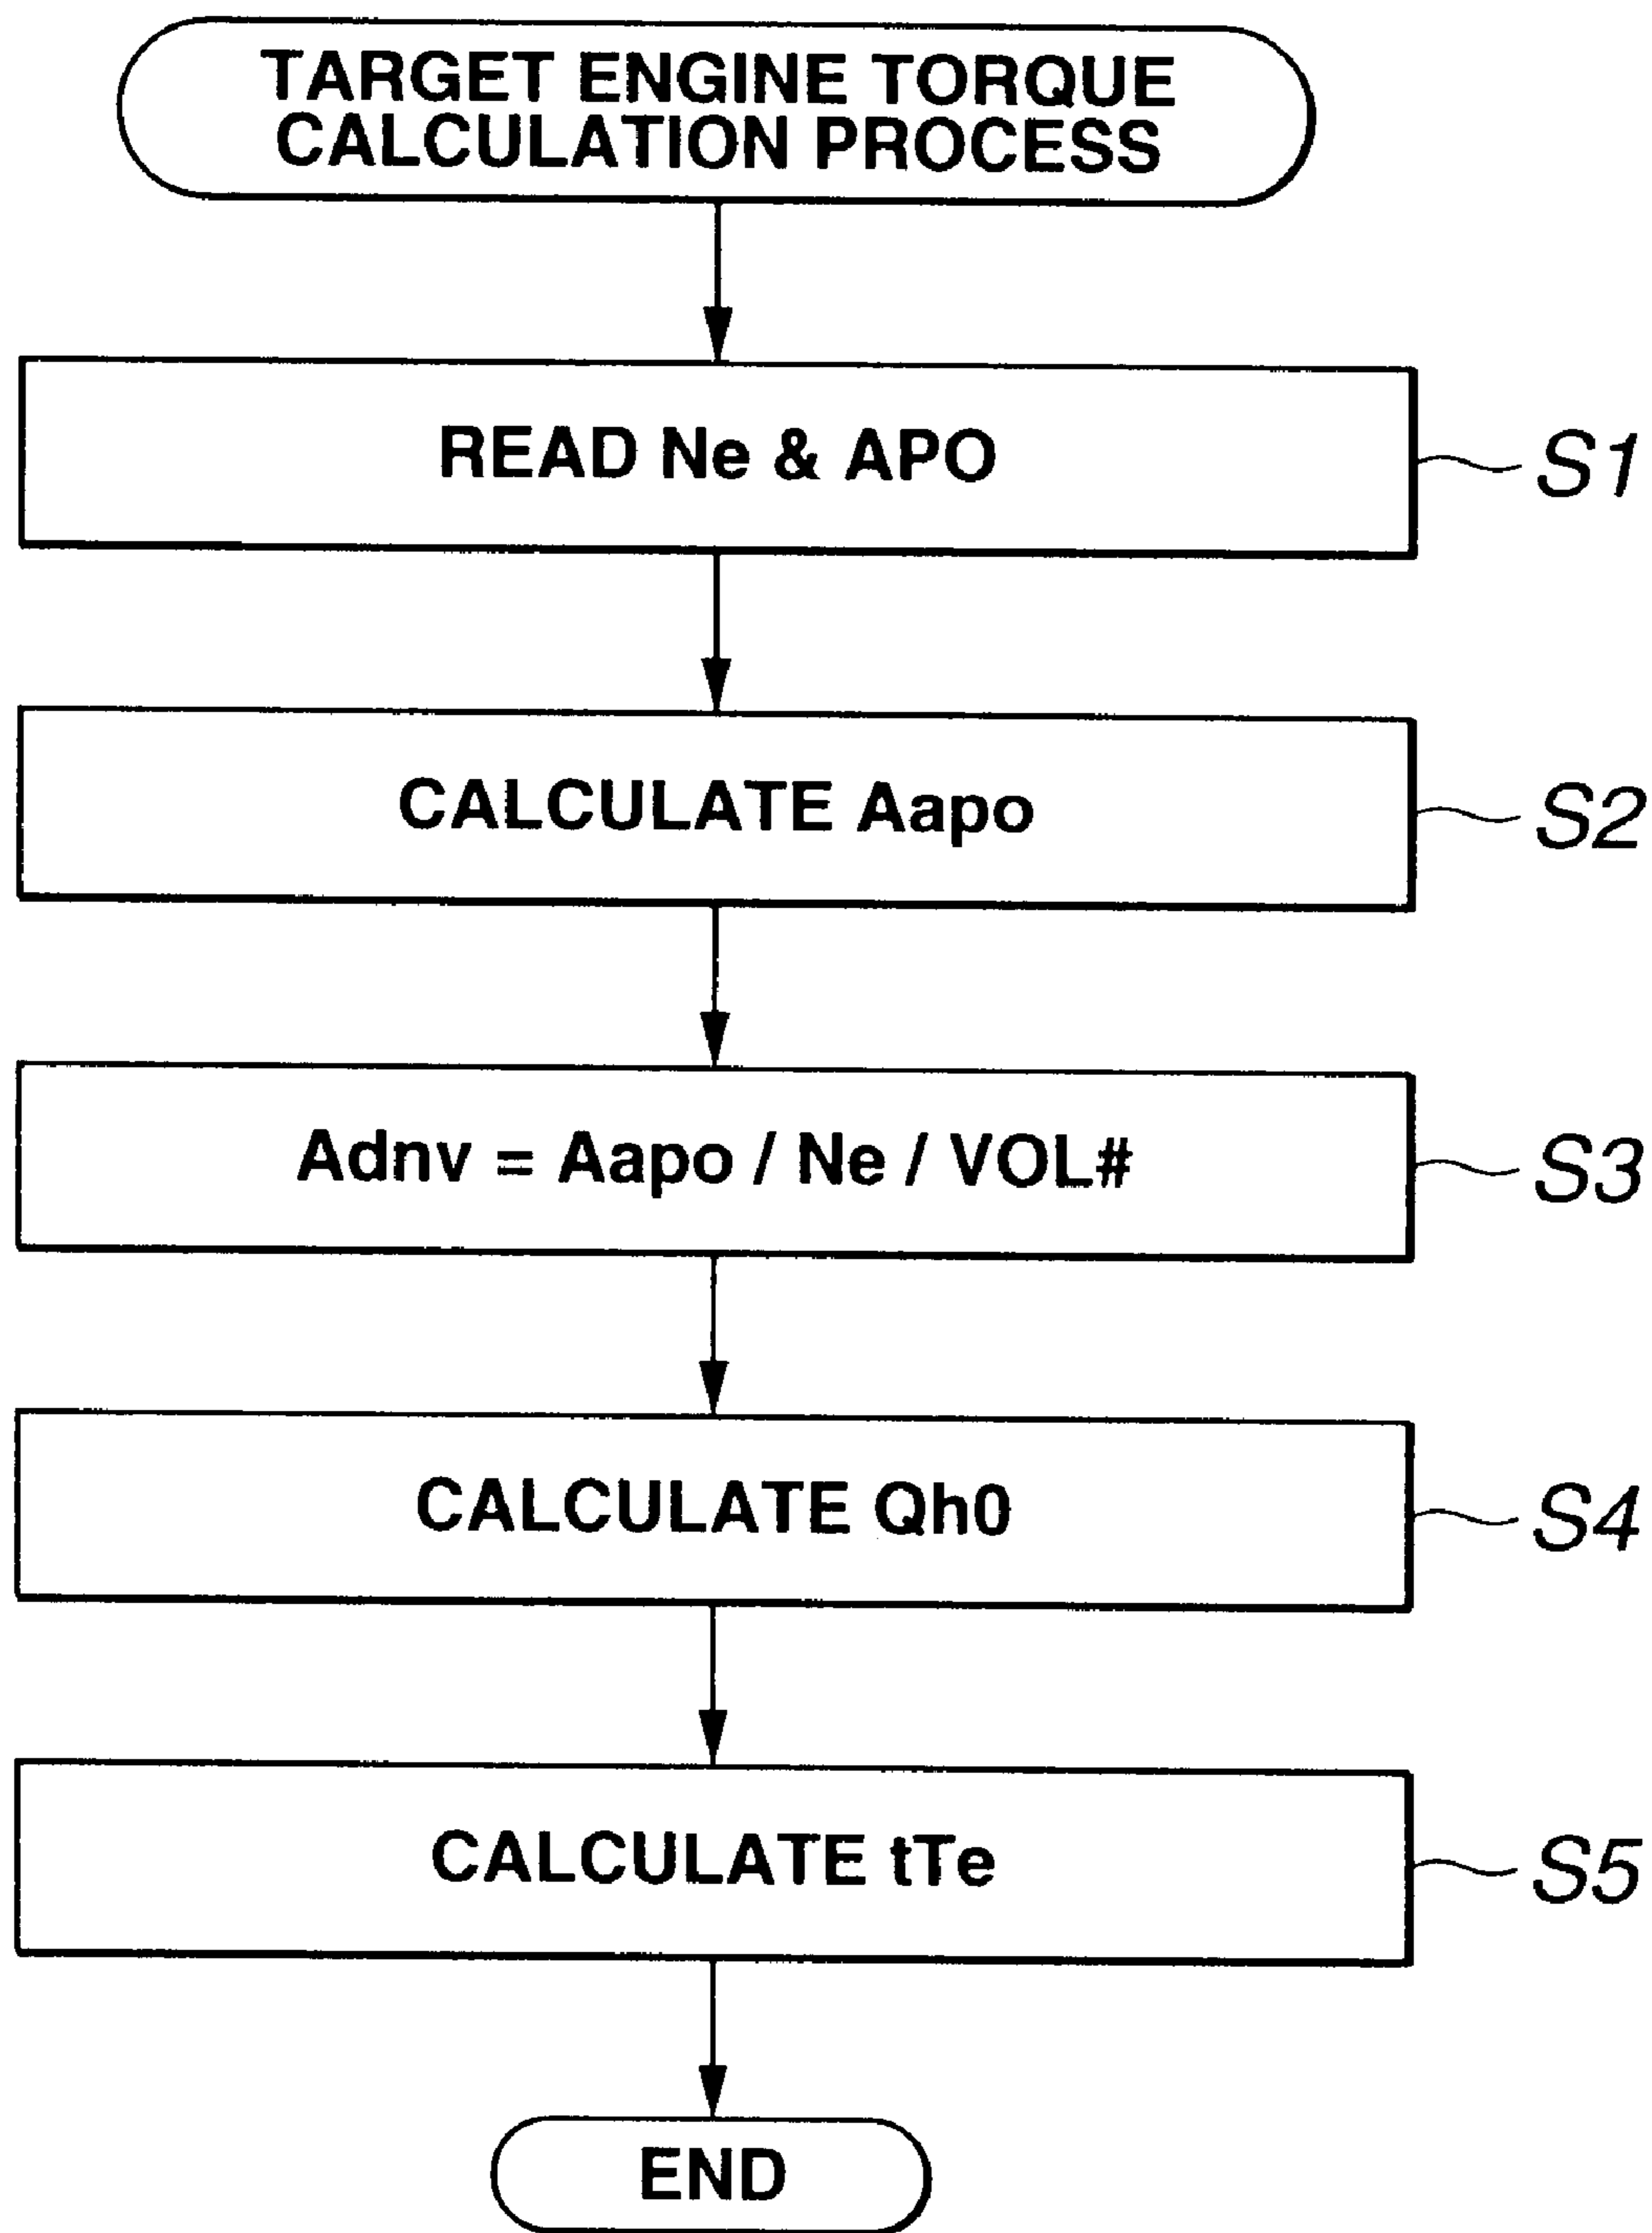 TARGET ENGINE TORQUE
CALCULATION PROCESS
READ Ne & APO
S1
CALCULATE Aapo
S2
Adnv = Aapo / Ne / VOL#
S3
CALCULATE Qh0
S4
CALCULATE tTe
S5
END